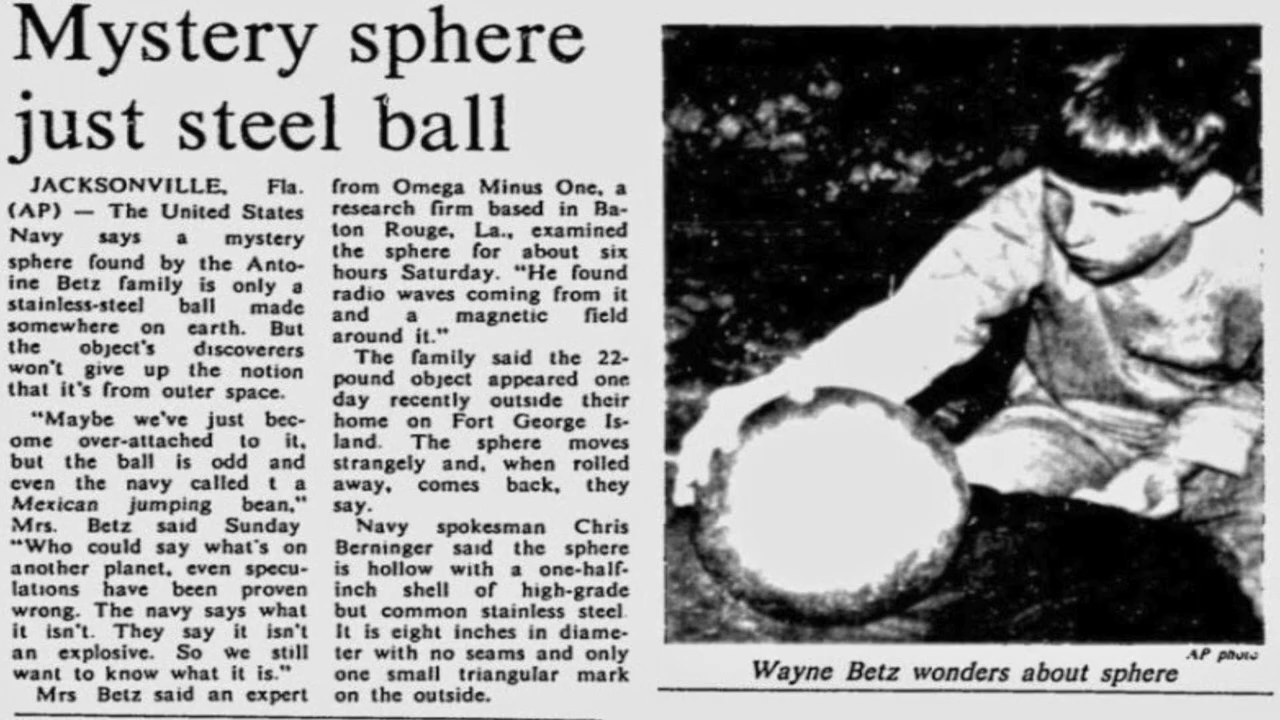 Mystery sphere
just steel ball
JACKSONVILLE, Fla.
(AP) — The United States
Navy says a mystery
sphere found by the Anto-
ine Betz family is only a
stainless-steel ball made
somewhere on earth. But
the object's discoverers
won't give up the notion
that it's from outer space.
"Maybe we've just bec-
ome over-attached to it,
but the ball is odd and
even the navy called t a
Mexican jumping bean,"
Mrs. Betz said Sunday
"Who could say what's on
another planet, even specu-
lations have been proven
wrong. The navy says what
it isn't. They say it isn't
an explosive. So we still
want to know what it is."
Mrs Betz said an expert
from Omega Minus One, a
research firm based in Ba-
ton Rouge, La., examined
the sphere for about six
hours Saturday. "He found
radio waves coming from it
and a magnetic field
around it."
The family said the 22-
pound object appeared one
day recently outside their
home on Fort George Is-
land. The sphere moves
strangely and, when rolled
away, comes back, they
say.
Navy spokesman Chris
Berninger said the sphere
is hollow with a one-half-
inch shell of high-grade
but common stainless steel.
It is eight inches in diame-
ter with no seams and only
one small triangular mark
on the outside.
AP photo
Wayne Betz wonders about sphere